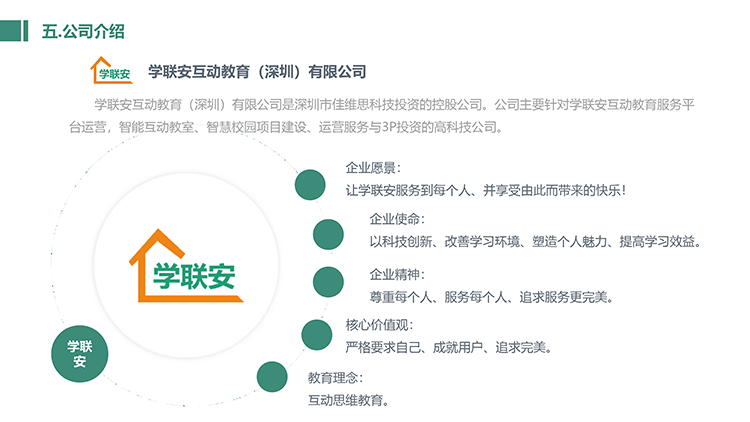 五.公司介绍
学联安
学联安互动教育（深圳）有限公司
学联安互动教育（深圳）有限公司是深圳市佳维思科技投资的控股公司。公司主要针对学联安互动教育服务平
台运营，智能互动教室、智慧校园项目建设、运营服务与3P投资的高科技公司。
企业愿景：
让学联安服务到每个人、并享受由此而带来的快乐！
企业使命：
以科技创新、改善学习环境、塑造个人魅力、提高学习效益。
学联安
企业精神：
尊重每个人、服务每个人、追求服务更完美。
核心价值观：
严格要求自己、成就用户、追求完美。
学联
安
教育理念：
互动思维教育。